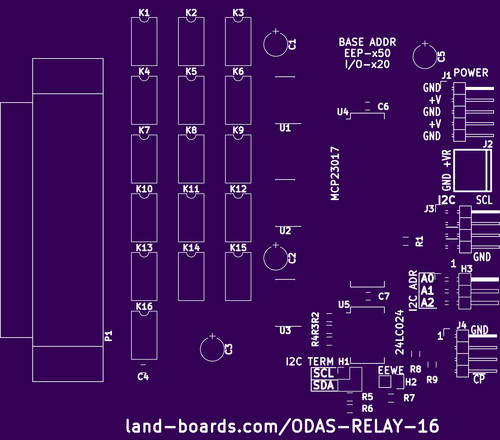 K1 K2 K3
C1
BASE ADDR
EEP-x50
I/O-x20
C5
K4 K5 K6
J1 POWER
GND
+V
GND
+V
GND
C6
U4
U1
K7 K8 K9
MCP23017
J2
+VR
GND
I2C SCL
K10 K11 K12
J3
U2
R1
GND
K13 K14 K15
C2
1
H3
I2C ADR
A0
A1
A2
C7
U5
K16
R4R3R2
U3
24LC024
J4
1
GND
P1
C3
C4
I2C TERM H1
SCL
SDA
EEWE
H2
R8
R9
CP
R5
R6
R7
land-boards.com/ODAS-RELAY-16